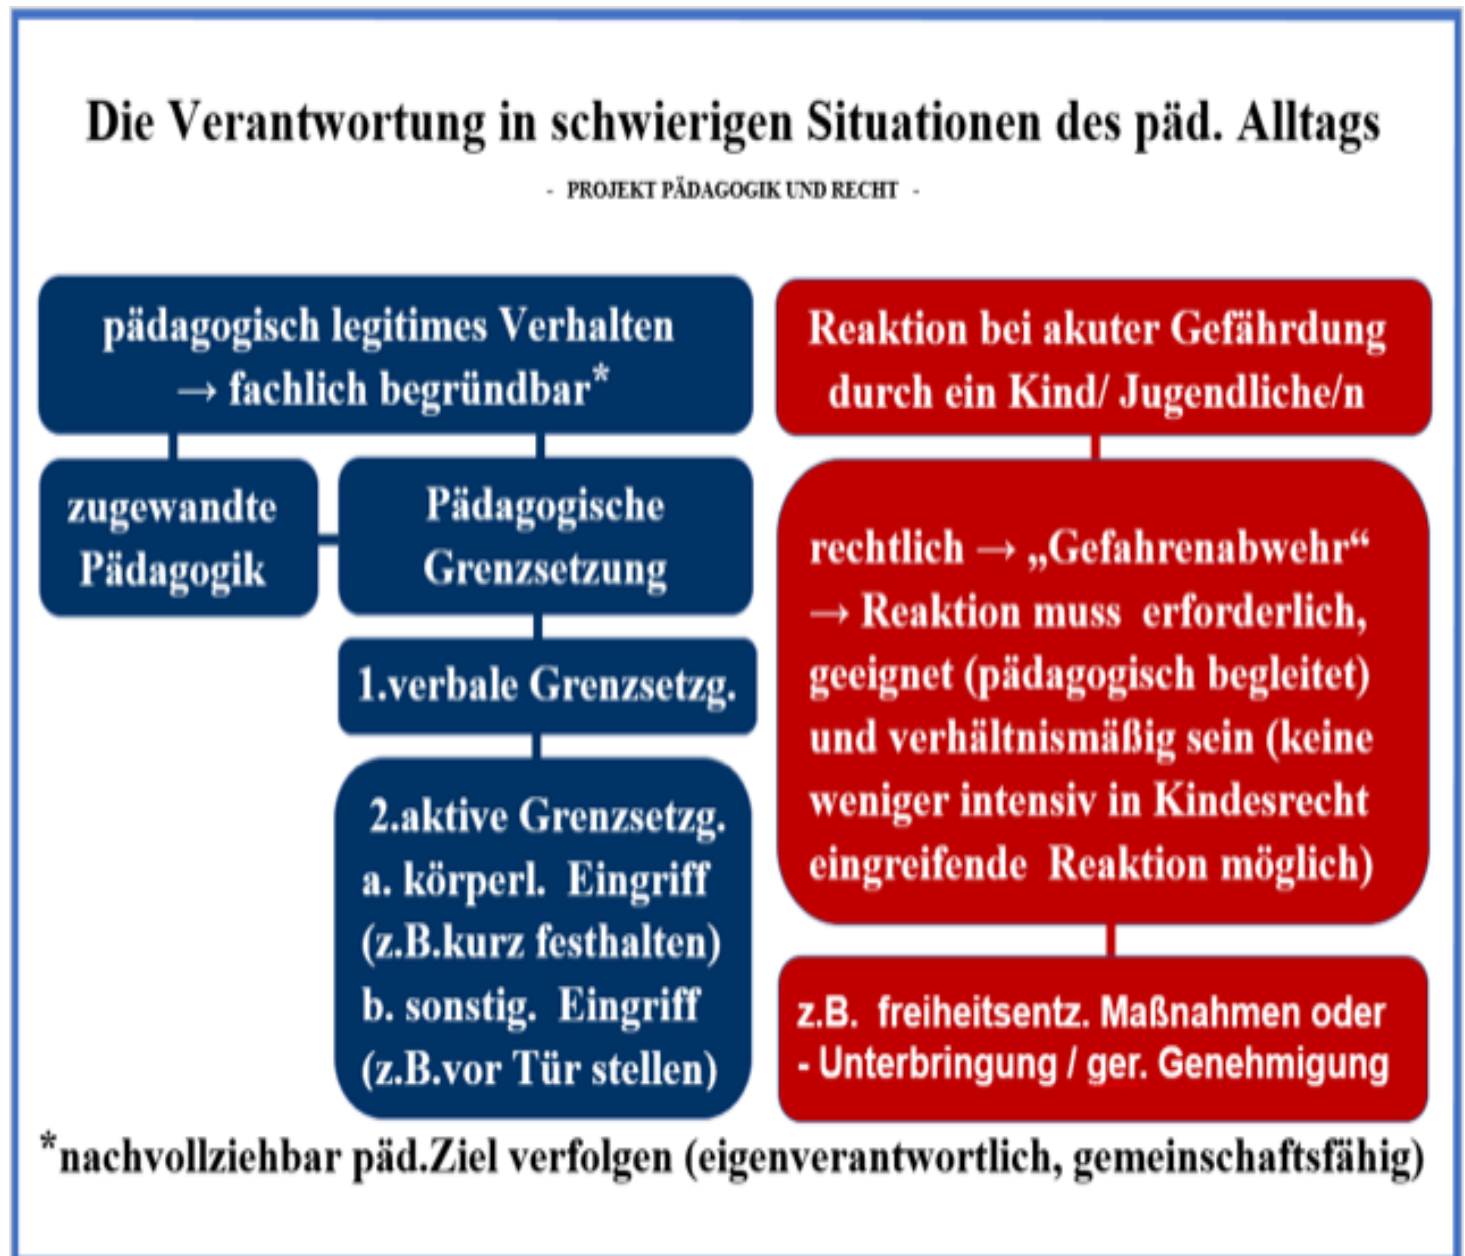 Die Verantwortung in schwierigen Situationen des päd. Alltags
- PROJEKT PÄDAGOGIK UND RECHT -
pädagogisch legitimes Verhalten
→ fachlich begründbar*
zugewandte
Pädagogik
Pädagogische
Grenzsetzung
1.verbale Grenzsetzg.
2.aktive Grenzsetzg.
a. körperl. Eingriff
(z.B.kurz festhalten)
b. sonstig. Eingriff
(z.B.vor Tür stellen)
Reaktion bei akuter Gefährdung
durch ein Kind/ Jugendliche/n
rechtlich → „Gefahrenabwehr“
→ Reaktion muss erforderlich,
geeignet (pädagogisch begleitet)
und verhältnismäßig sein (keine
weniger intensiv in Kindesrecht
eingreifende Reaktion möglich)
z.B. freiheitsentz. Maßnahmen oder
- Unterbringung / ger. Genehmigung
*nachvollziehbar päd.Ziel verfolgen (eigenverantwortlich, gemeinschaftsfähig)